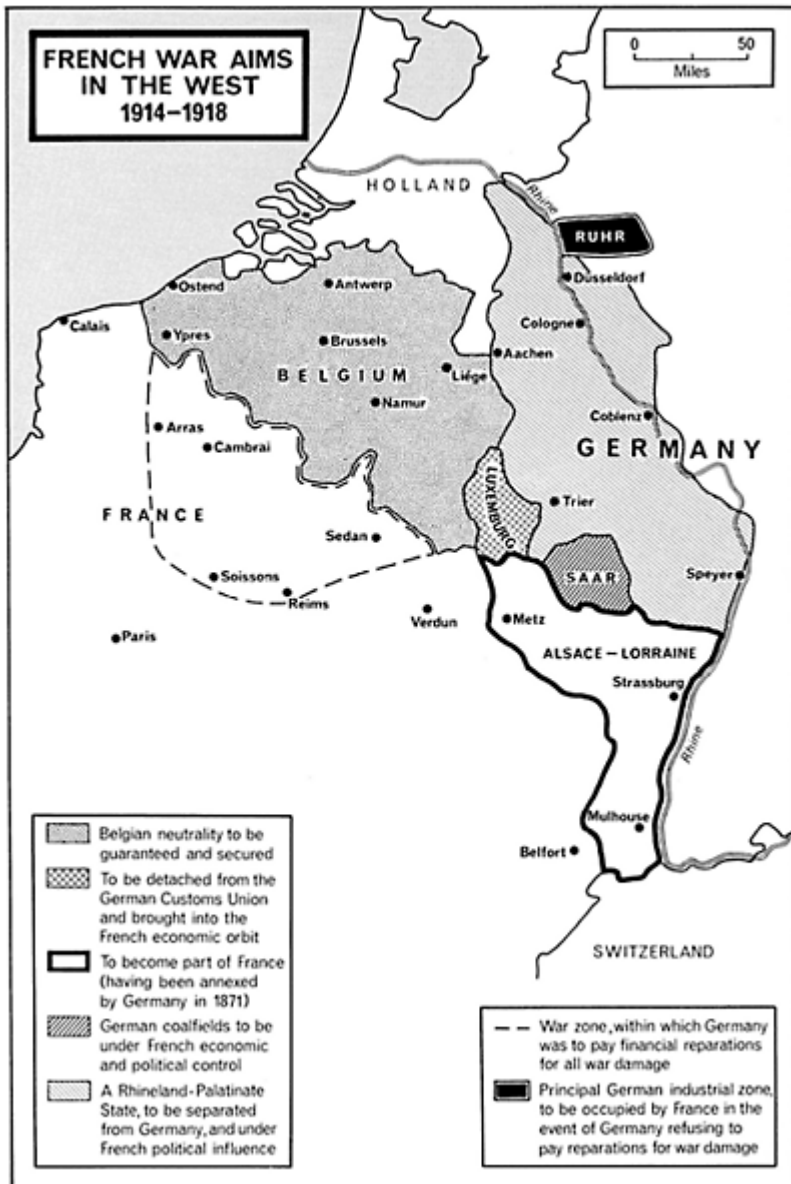 FRENCH WAR AIMS
IN THE WEST
1914–1918
0 50
Miles
HOLLAND
Rhine
RUHR
Düsseldorf
Ostend
Antwerp
Calais
Ypres
Brussels
Cologne
Aachen
BELGIUM
Liége
Namur
Coblenz
Arras
Cambrai
GERMANY
LUXEMBURG
Trier
FRANCE
Sedan
SAAR
Speyer
Soissons
Reims
Verdun
Metz
Paris
ALSACE–LORRAINE
Strassburg
Rhine
Mulhouse
Belfort
SWITZERLAND
Belgian neutrality to be
guaranteed and secured
To be detached from the
German Customs Union
and brought into the
French economic orbit
To become part of France
(having been annexed
by Germany in 1871)
German coalfields to be
under French economic
and political control
A Rhineland-Palatinate
State, to be separated
from Germany, and under
French political influence
War zone, within which Germany
was to pay financial reparations
for all war damage
Principal German industrial zone,
to be occupied by France in the
event of Germany refusing to
pay reparations for war damage